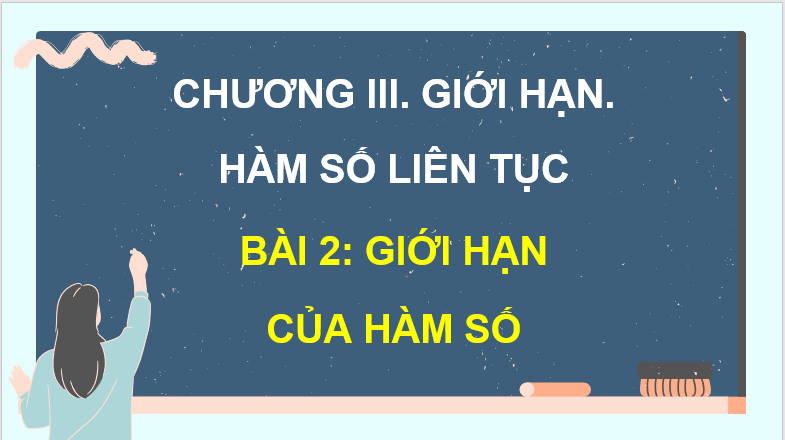 CHƯƠNG III. GIỚI HẠN.
HÀM SỐ LIÊN TỤC
BÀI 2: GIỚI HẠN
CỦA HÀM SỐ